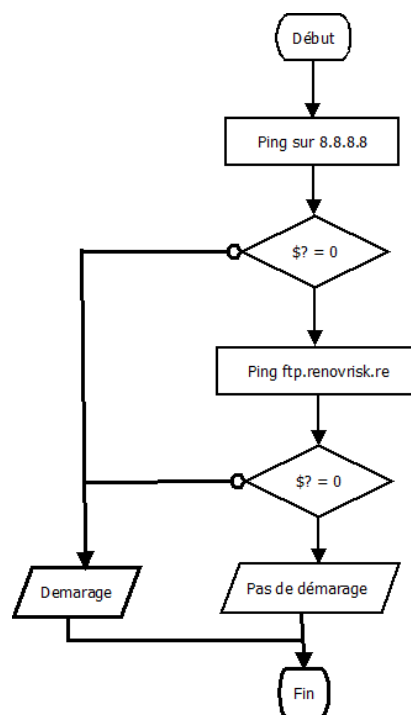 Début
Ping sur 8.8.8.8
$? = 0
Ping ftp.renovrisk.re
$? = 0
Demarage
Pas de démarage
Fin